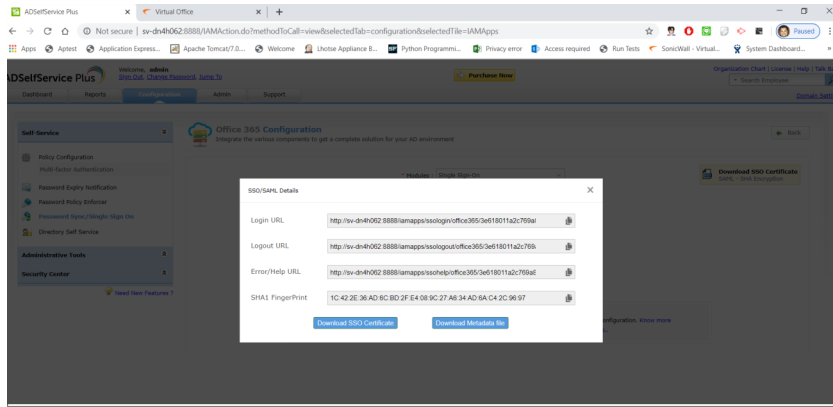 ADSelfService Plus
Virtual Office
Not secure | sv-dn4h062:8888/IAMAction.do?methodToCall=view&selectedTab=configuration&selectedTile=IAMApps
Paused
Apps Aptest Application Express... Apache Tomcat/7.0... Welcome Lhotse Appliance B... Python Programmi... Privacy error Access required Run Tests SonicWall - Virtual... System Dashboard...
ADSelfService Plus
Welcome, admin
Sign Out, Change Password, Jump To
Purchase Now
Organization Chart | License | Help | Talk
Search Employee
Dashboard Reports Configuration Admin Support
Domain Setti
Self-Service
Office 365 Configuration
Integrate the various components to get a complete solution for your AD environment
Back
Policy Configuration
Multi-factor Authentication
Password Expiry Notification
Password Policy Enforcer
Password Sync/Single Sign On
Directory Self Service
Administrative Tools
Security Center
Need New Features ?
* Modules : Single Sign-On
Download SSO Certificate
SAML - SHA Encryption
SSO/SAML Details
Login URL http://sv-dn4h062:8888/iamapps/ssologin/office365/3e618011a2c769al
Logout URL http://sv-dn4h062:8888/iamapps/ssologout/office365/3e618011a2c769
Error/Help URL http://sv-dn4h062:8888/iamapps/ssohelp/office365/3e618011a2c769aE
SHA1 FingerPrint 1C:42:2E:36:AD:6C:BD:2F:E4:08:9C:27:A6:34:AD:6A:C4:2C:96:97
Download SSO Certificate Download Metadata file
onfiguration. Know more